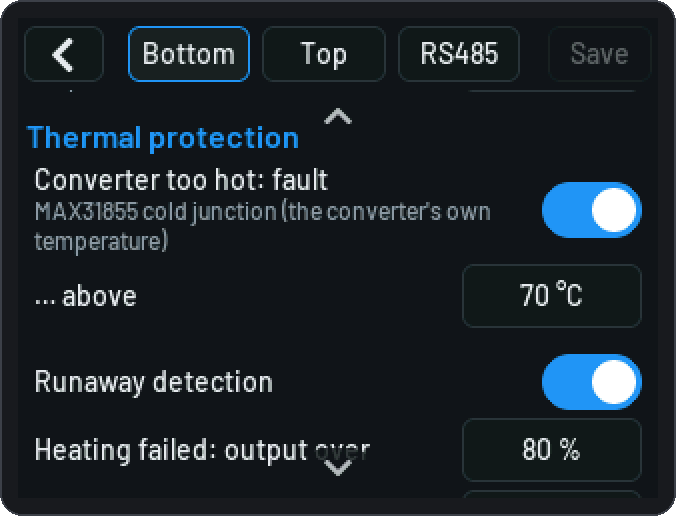 Bottom
Top
RS485
Save
Thermal protection
Converter too hot: fault
MAX31855 cold junction (the converter's own
temperature)
... above
70 °C
Runaway detection
Heating failed: output over
80 %